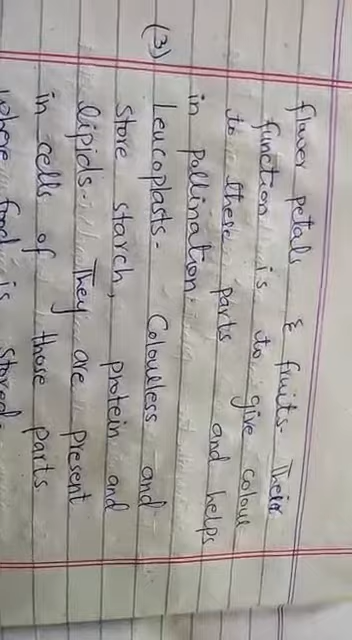 flower petals & fruits. Their
function is to give colour
to these parts and helps
in pollination.
(3) Leucoplasts - Colourless and
store starch, protein and
lipids. They are present
in cells of those parts
where food is stored.